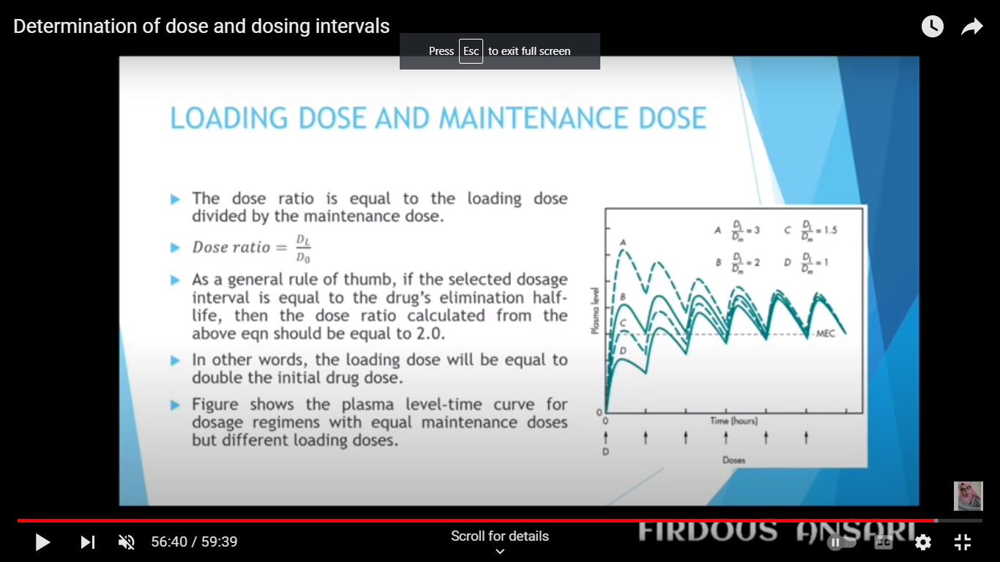 Determination of dose and dosing intervals
Press Esc to exit full screen
LOADING DOSE AND MAINTENANCE DOSE
The dose ratio is equal to the loading dose
divided by the maintenance dose.
Dose ratio = D_L / D_0
As a general rule of thumb, if the selected dosage
interval is equal to the drug's elimination half-
life, then the dose ratio calculated from the
above eqn should be equal to 2.0.
In other words, the loading dose will be equal to
double the initial drug dose.
Figure shows the plasma level-time curve for
dosage regimens with equal maintenance doses
but different loading doses.
A D_L/D_m = 3 C D_L/D_m = 1.5
B D_L/D_m = 2 D D_L/D_m = 1
A
B
C
D
Plasma level
MEC
0
0 Time (hours)
D
Doses
FIRDOUS ANSARI
56:40 / 59:39
Scroll for details
CC